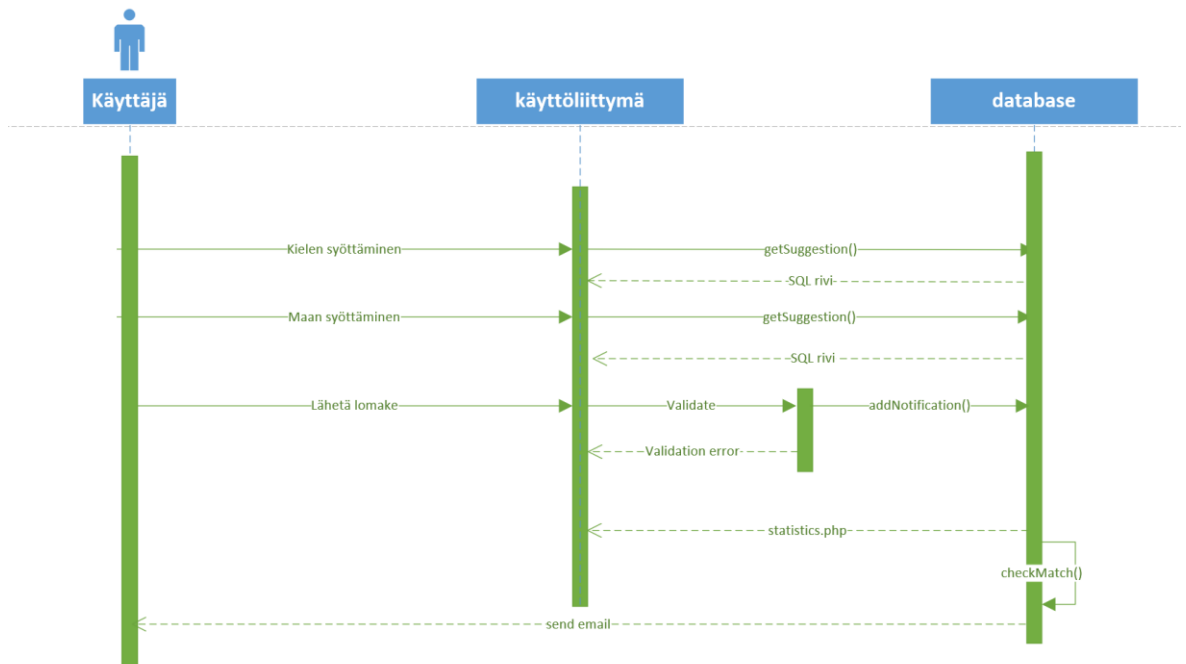 Käyttäjä
käyttöliittymä
database
Kielen syöttäminen
getSuggestion()
SQL rivi
Maan syöttäminen
getSuggestion()
SQL rivi
Lähetä lomake
Validate
addNotification()
Validation error
statistics.php
checkMatch()
send email